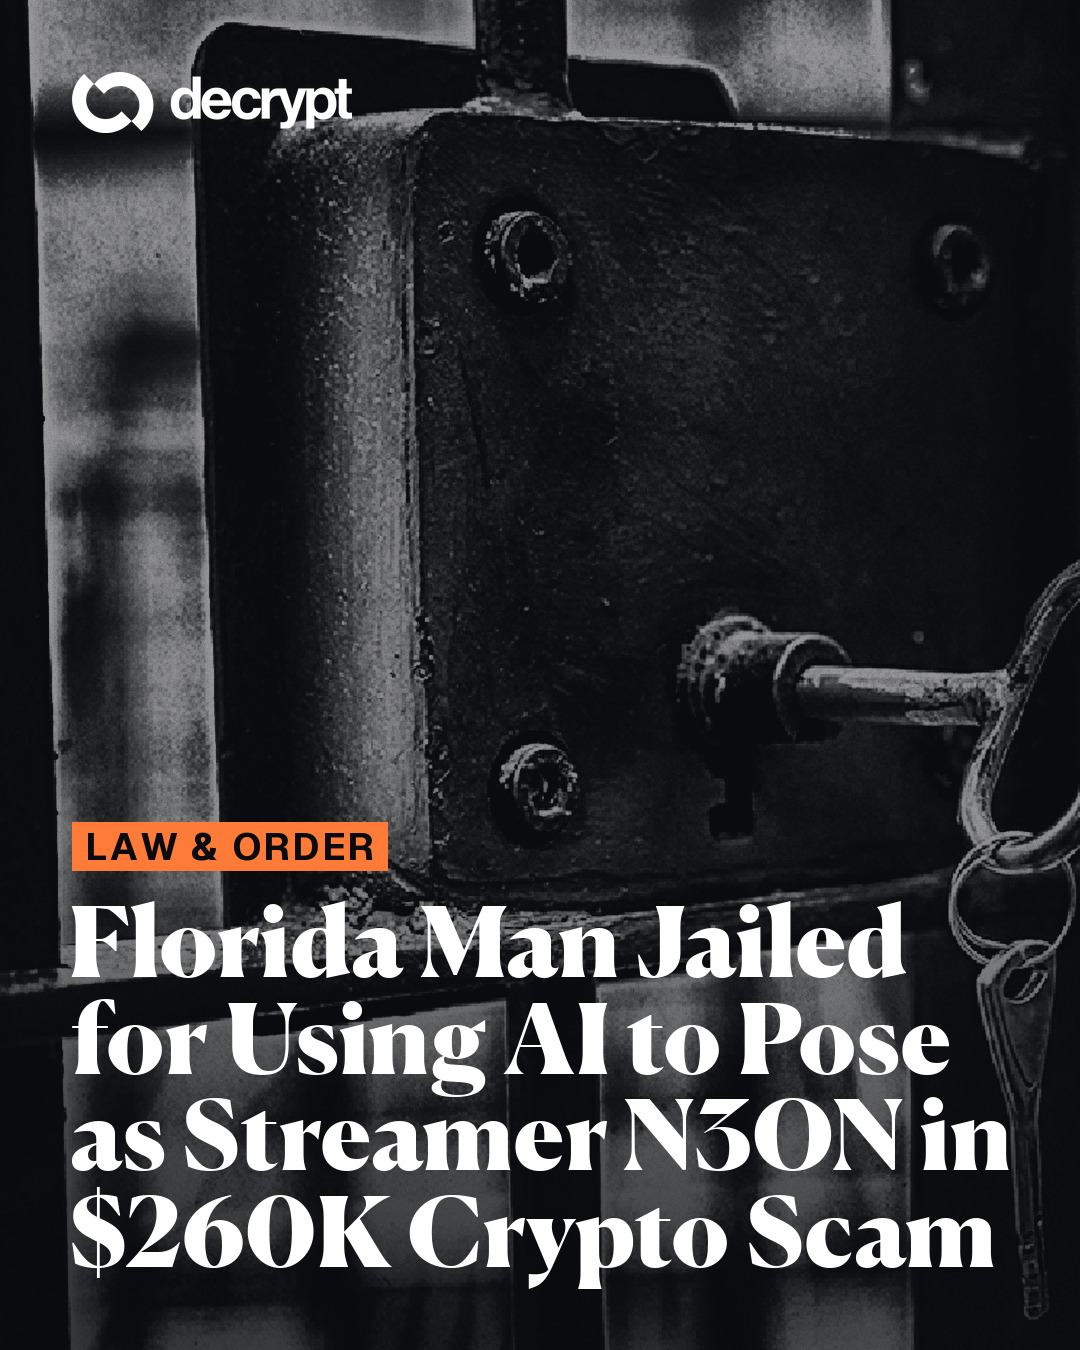 decrypt
LAW & ORDER
Florida Man Jailed
for Using AI to Pose
as Streamer N3ON in
$260K Crypto Scam